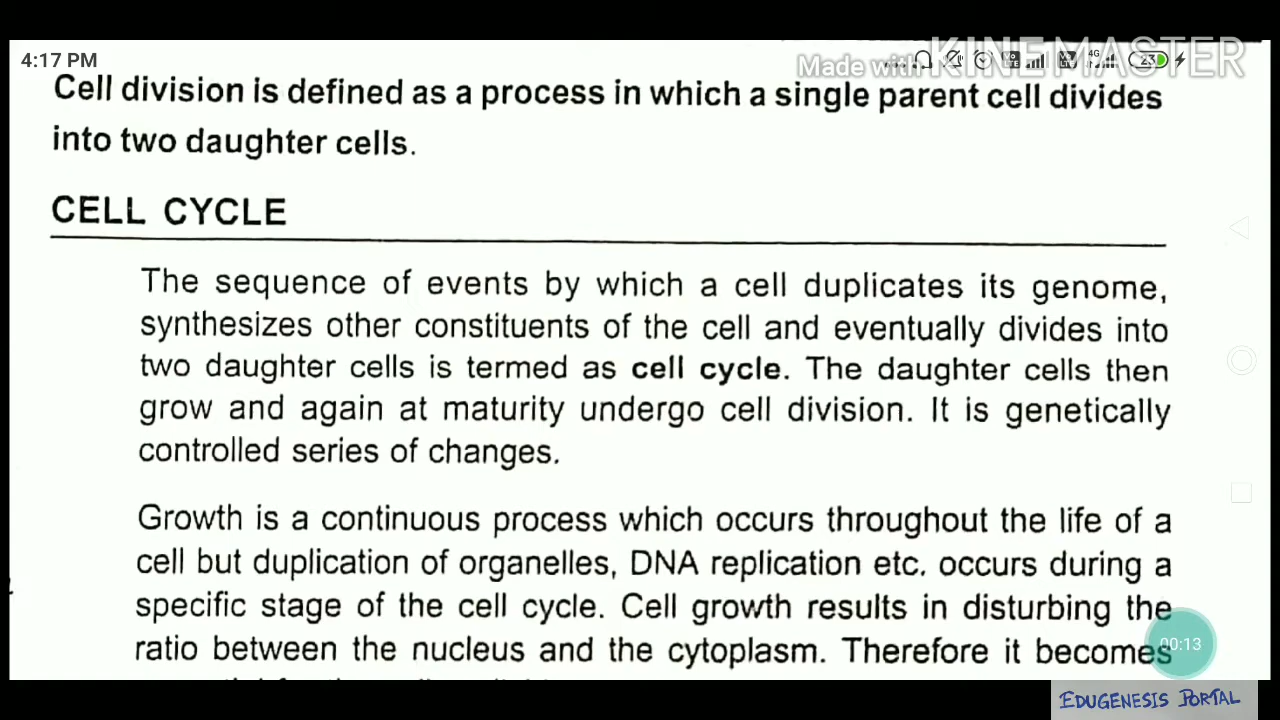 4:17 PM
Made with KINEMASTER
4G
23
Cell division is defined as a process in which a single parent cell divides
into two daughter cells.
CELL CYCLE
The sequence of events by which a cell duplicates its genome,
synthesizes other constituents of the cell and eventually divides into
two daughter cells is termed as cell cycle. The daughter cells then
grow and again at maturity undergo cell division. It is genetically
controlled series of changes.
Growth is a continuous process which occurs throughout the life of a
cell but duplication of organelles, DNA replication etc. occurs during a
specific stage of the cell cycle. Cell growth results in disturbing the
ratio between the nucleus and the cytoplasm. Therefore it becomes
00:13
EDUGENESIS PORTAL